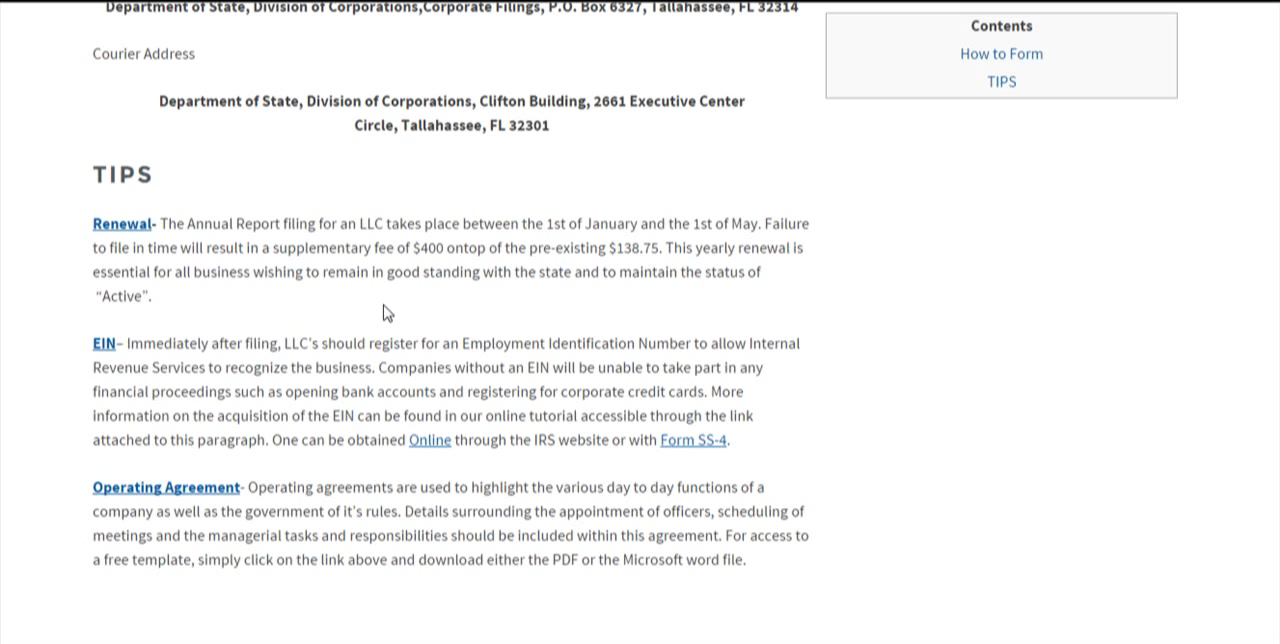 Department of State, Division of Corporations,Corporate Filings, P.O. Box 6327, Tallahassee, FL 32314
Contents
How to Form
TIPS
Courier Address
Department of State, Division of Corporations, Clifton Building, 2661 Executive Center
Circle, Tallahassee, FL 32301
TIPS
Renewal- The Annual Report filing for an LLC takes place between the 1st of January and the 1st of May. Failure
to file in time will result in a supplementary fee of $400 ontop of the pre-existing $138.75. This yearly renewal is
essential for all business wishing to remain in good standing with the state and to maintain the status of
“Active”.
EIN– Immediately after filing, LLC's should register for an Employment Identification Number to allow Internal
Revenue Services to recognize the business. Companies without an EIN will be unable to take part in any
financial proceedings such as opening bank accounts and registering for corporate credit cards. More
information on the acquisition of the EIN can be found in our online tutorial accessible through the link
attached to this paragraph. One can be obtained Online through the IRS website or with Form SS-4.
Operating Agreement- Operating agreements are used to highlight the various day to day functions of a
company as well as the government of it's rules. Details surrounding the appointment of officers, scheduling of
meetings and the managerial tasks and responsibilities should be included within this agreement. For access to
a free template, simply click on the link above and download either the PDF or the Microsoft word file.